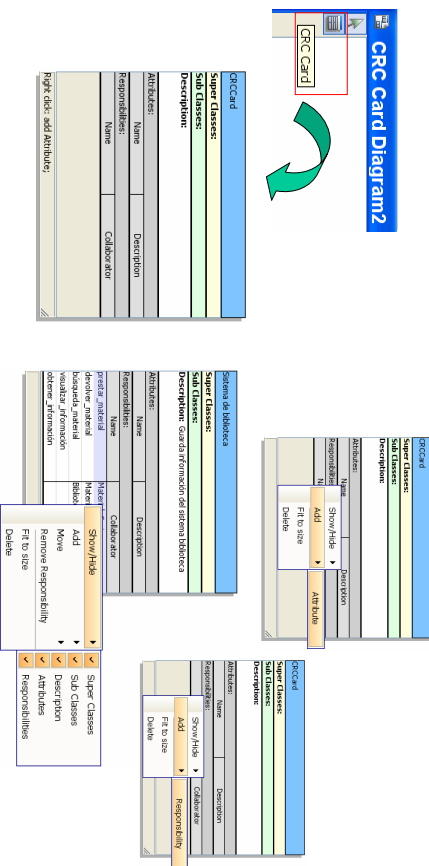 CRC Card Diagram2
CRC Card
CRCCard
Super Classes:
Sub Classes:
Description:
Attributes:
Name Description
Responsibilities:
Name Collaborator
Right click: add Attribute;
CRCCard
Super Classes:
Sub Classes:
Description:
Attributes:
Name Description
Responsibilities
Show/Hide
Add Attribute
Fit to size
Delete
CRCCard
Super Classes:
Sub Classes:
Description:
Attributes:
Name Description
Responsibilities:
Collaborator
Show/Hide
Add Responsibility
Fit to size
Delete
Sistema de biblioteca
Super Classes:
Sub Classes:
Description: Guarda información del sistema biblioteca
Attributes:
Name Description
Responsibilities:
Name Collaborator
prestar_material
devolver_material
búsqueda_material
visualizar_información
obtener_información
Show/Hide Super Classes
Add Sub Classes
Move Description
Remove Responsibility Attributes
Fit to size Responsibilities
Delete